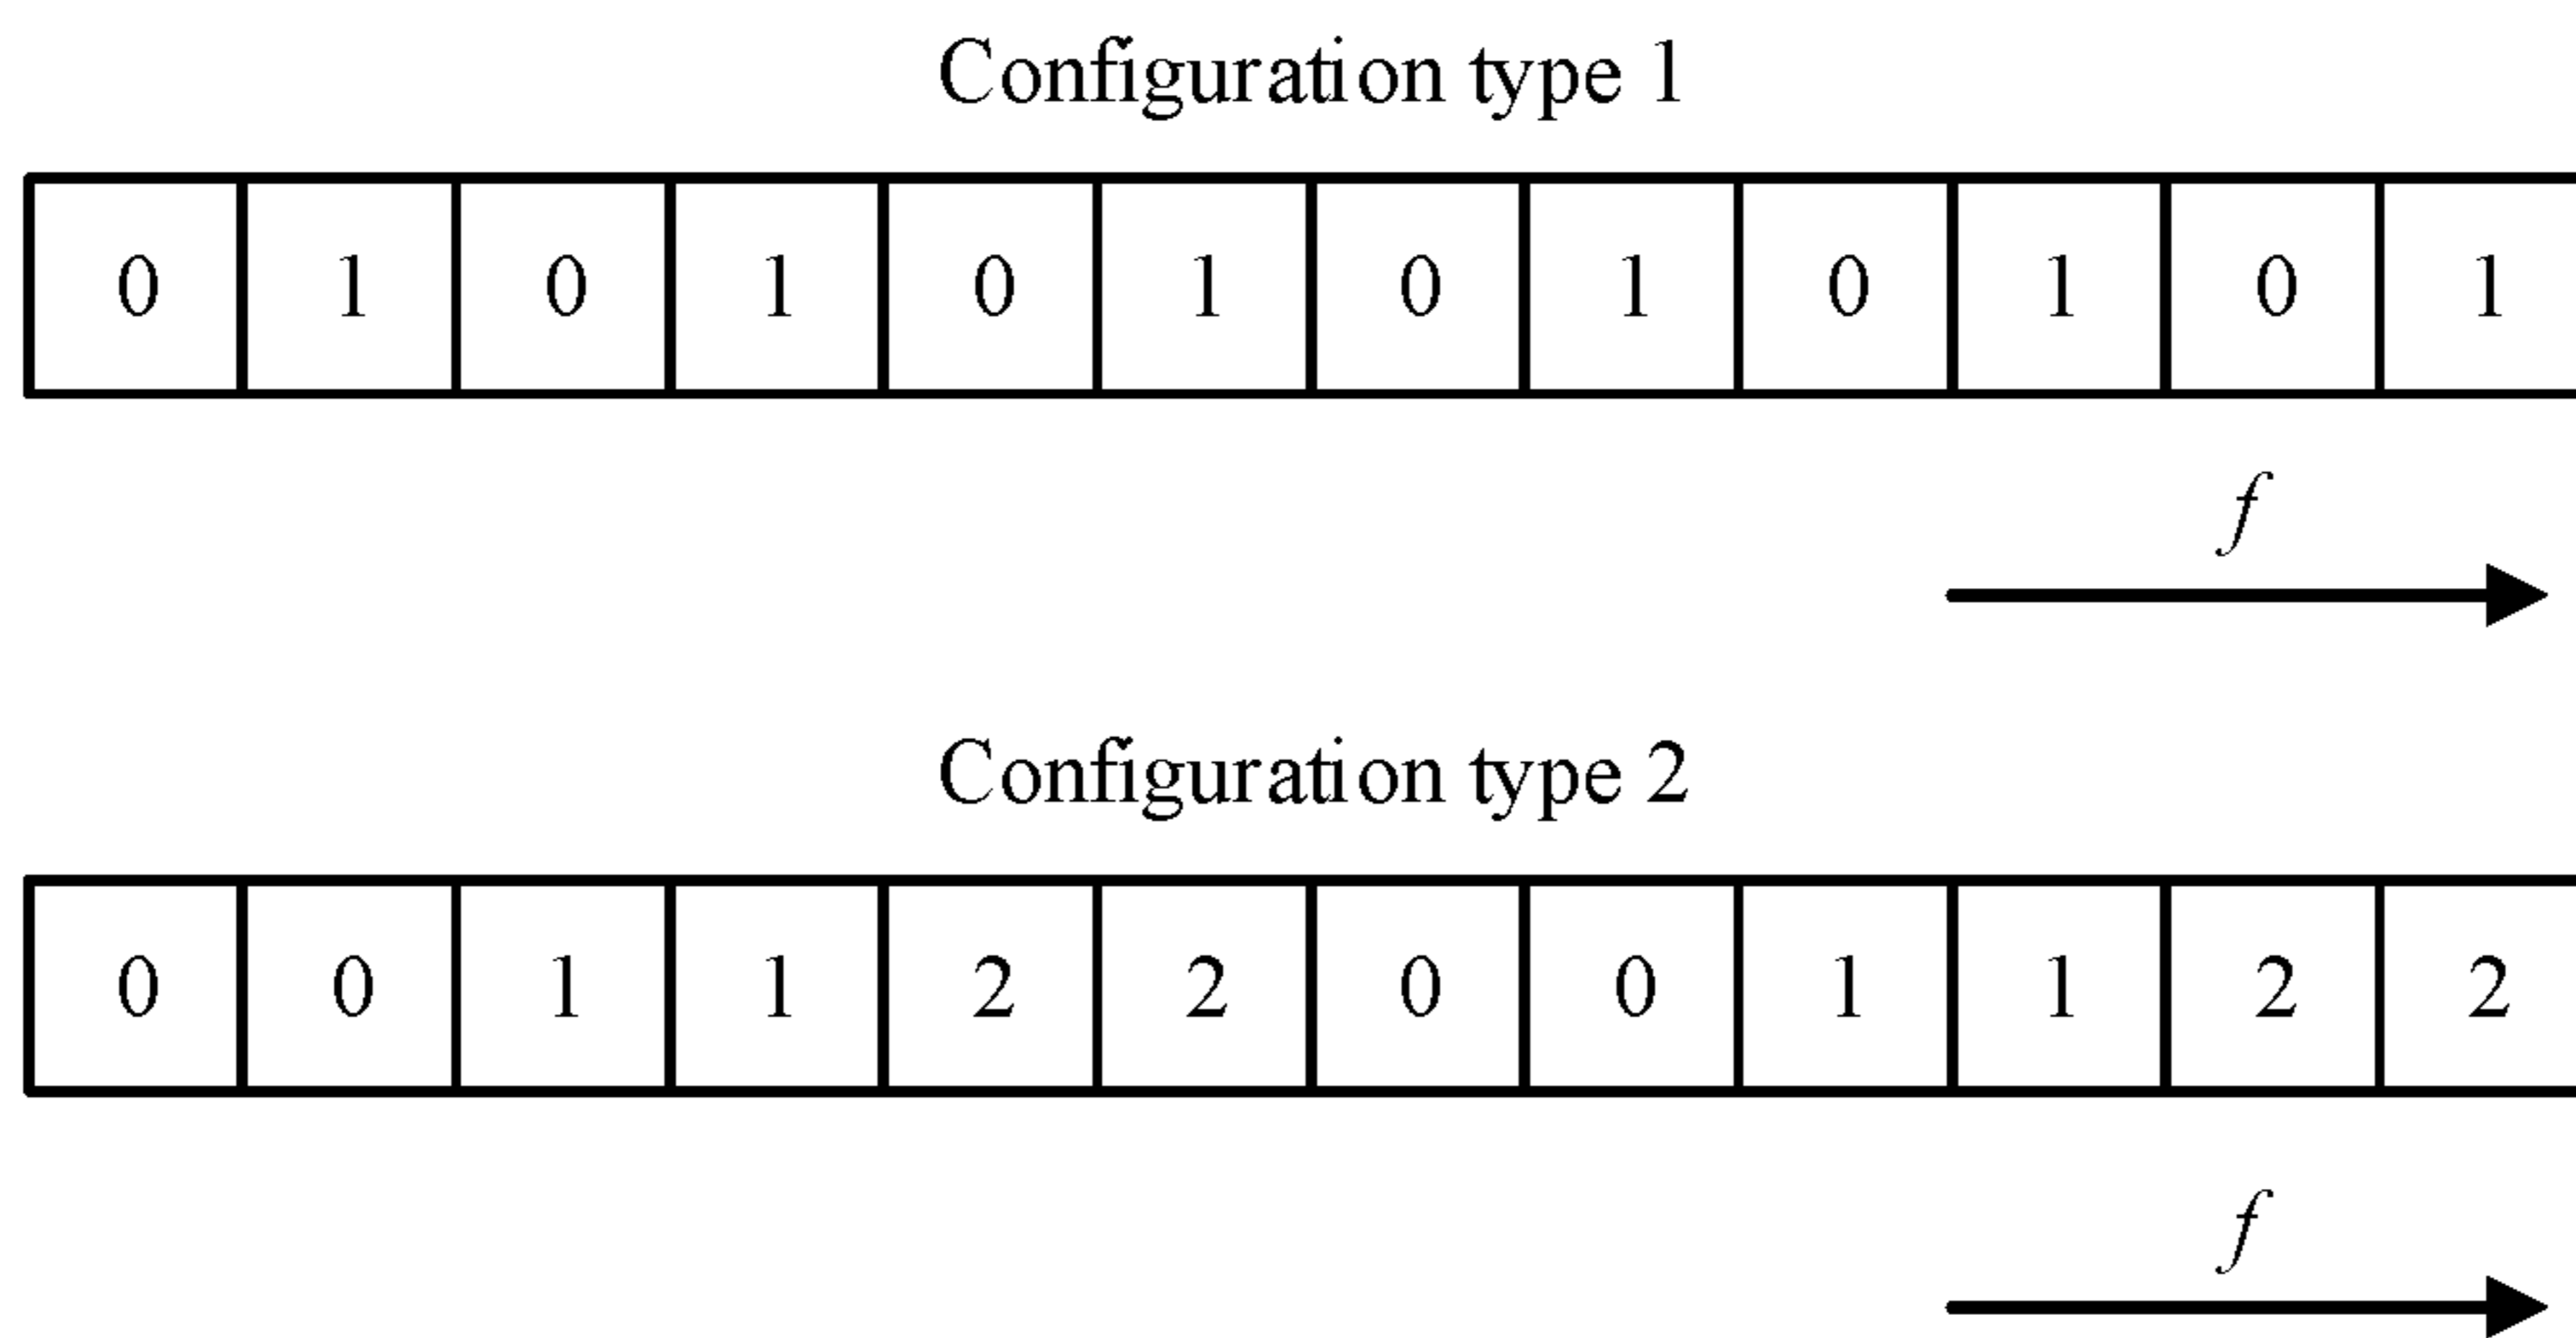 Configuration type 1
0 1 0 1 0 1 0 1 0 1 0 1
f
Configuration type 2
0 0 1 1 2 2 0 0 1 1 2 2
f